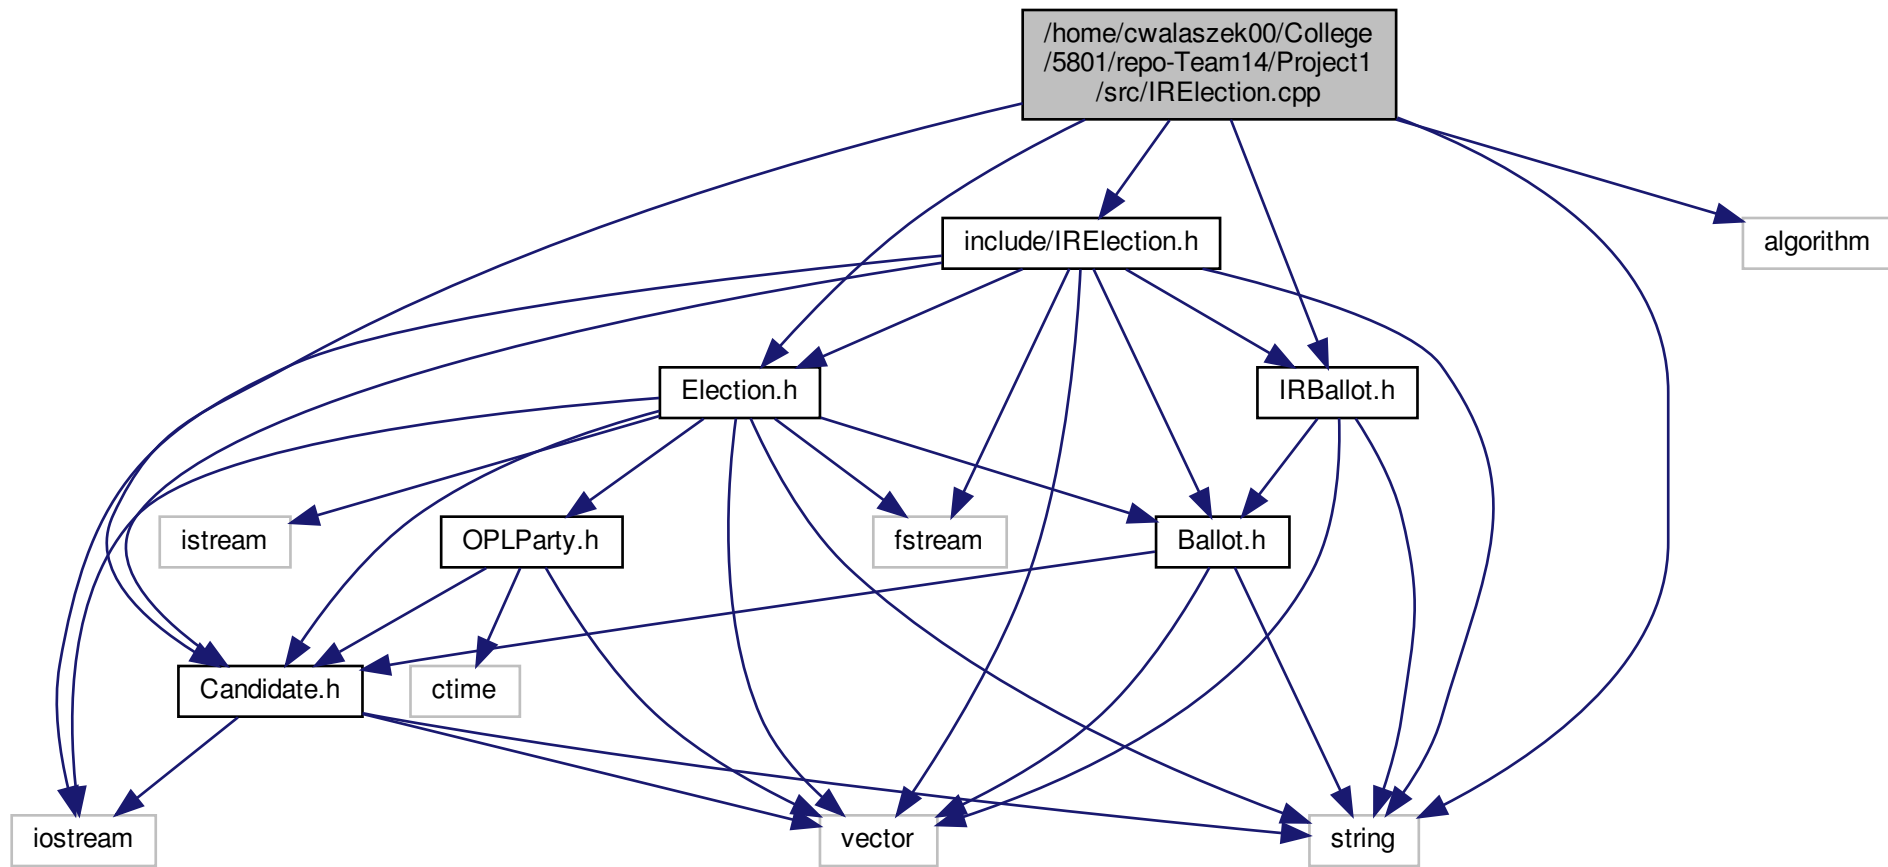 /home/cwalaszek00/College
/5801/repo-Team14/Project1
/src/IRElection.cpp
include/IRElection.h
algorithm
Election.h
IRBallot.h
istream
OPLParty.h
fstream
Ballot.h
Candidate.h
ctime
iostream
vector
string